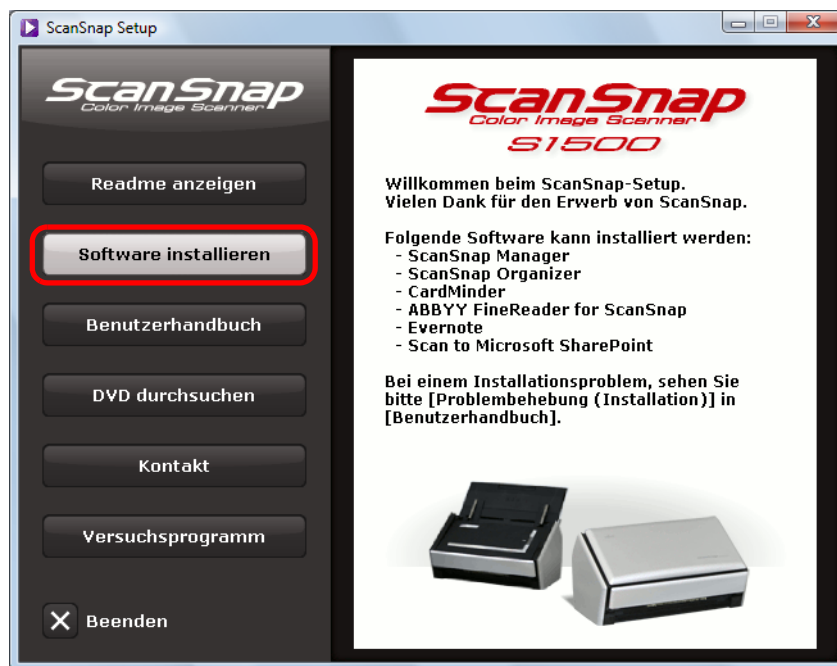 ScanSnap Setup
ScanSnap
Color Image Scanner
Readme anzeigen
Software installieren
Benutzerhandbuch
DVD durchsuchen
Kontakt
Versuchsprogramm
Beenden
ScanSnap
Color Image Scanner
S1500
Willkommen beim ScanSnap-Setup.
Vielen Dank für den Erwerb von ScanSnap.
Folgende Software kann installiert werden:
- ScanSnap Manager
- ScanSnap Organizer
- CardMinder
- ABBYY FineReader for ScanSnap
- Evernote
- Scan to Microsoft SharePoint
Bei einem Installationsproblem, sehen Sie
bitte [Problembehebung (Installation)] in
[Benutzerhandbuch].